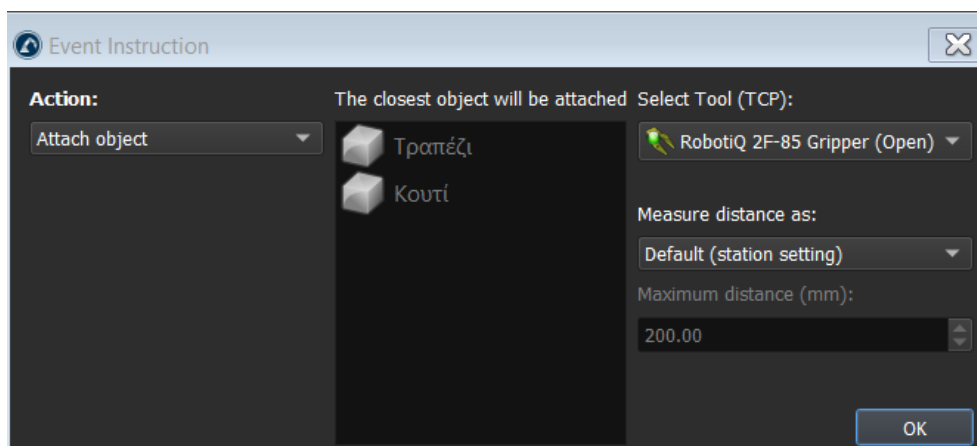 Event Instruction
Action:
Attach object
The closest object will be attached
Τραπέζι
Κουτί
Select Tool (TCP):
RobotiQ 2F-85 Gripper (Open)
Measure distance as:
Default (station setting)
Maximum distance (mm):
200.00
OK